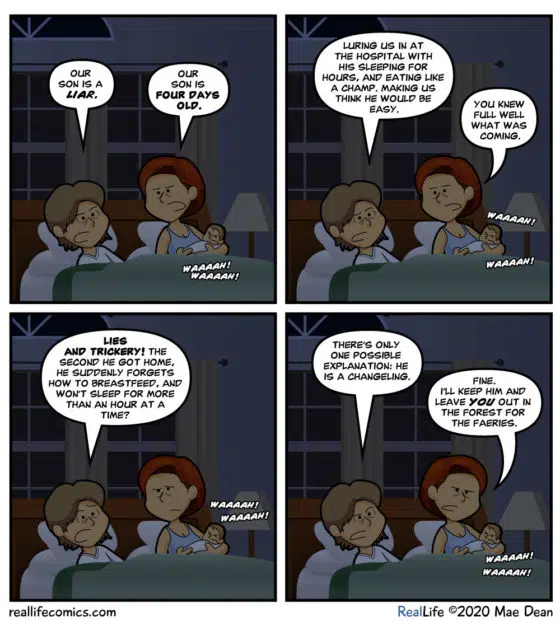 OUR
SON IS A
LIAR.
OUR
SON IS
FOUR DAYS
OLD.
WAAAAH!
WAAAAH!
LURING US IN AT
THE HOSPITAL WITH
HIS SLEEPING FOR
HOURS, AND EATING LIKE
A CHAMP. MAKING US
THINK HE WOULD BE
EASY.
YOU KNEW
FULL WELL
WHAT WAS
COMING.
WAAAAH!
WAAAAH!
LIES
AND TRICKERY! THE
SECOND HE GOT HOME,
HE SUDDENLY FORGETS
HOW TO BREASTFEED, AND
WON'T SLEEP FOR MORE
THAN AN HOUR AT A
TIME?
WAAAAH!
WAAAAH!
THERE'S ONLY
ONE POSSIBLE
EXPLANATION: HE
IS A CHANGELING.
FINE.
I'LL KEEP HIM AND
LEAVE YOU OUT IN
THE FOREST FOR
THE FAERIES.
WAAAAH!
WAAAAH!
reallifecomics.com
RealLife ©2020 Mae Dean